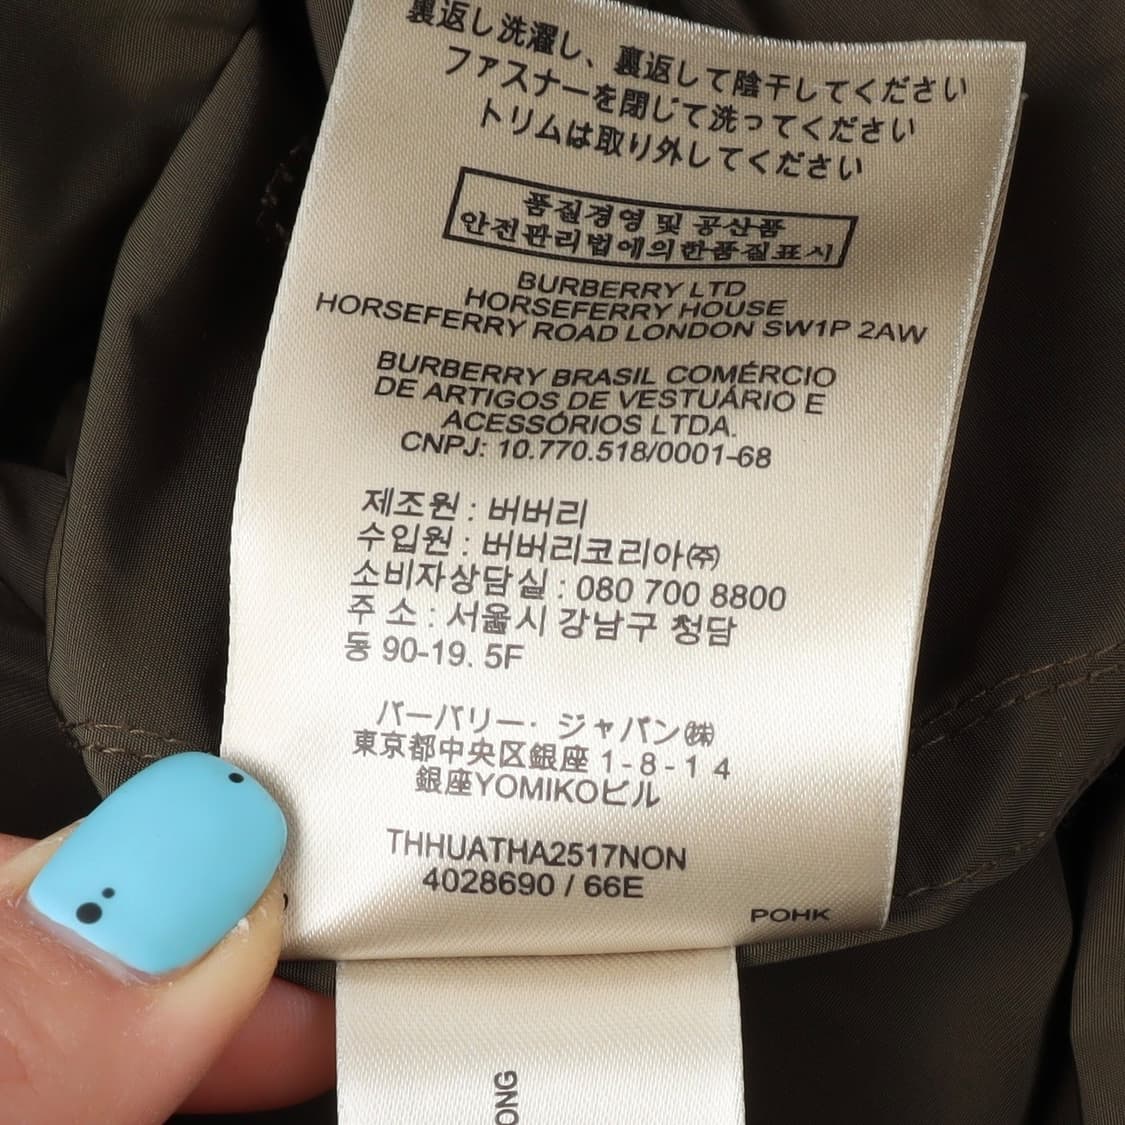 裏返し洗濯し、裏返して陰干してください
ファスナーを閉じて洗ってください
トリムは取り外してください
품질경영 및 공산품
안전관리법에의한품질표시
BURBERRY LTD
HORSEFERRY HOUSE
HORSEFERRY ROAD LONDON SW1P 2AW
BURBERRY BRASIL COMÉRCIO
DE ARTIGOS DE VESTUÁRIO E
ACESSÓRIOS LTDA.
CNPJ: 10.770.518/0001-68
제조원 : 버버리
수입원 : 버버리코리아㈜
소비자상담실 : 080 700 8800
주 소 : 서울시 강남구 청담
동 90-19. 5F
バーバリー・ジャパン㈱
東京都中央区銀座 1-8-14
銀座YOMIKOビル
THHUATHA2517NON
4028690 / 66E
POHK
ONG